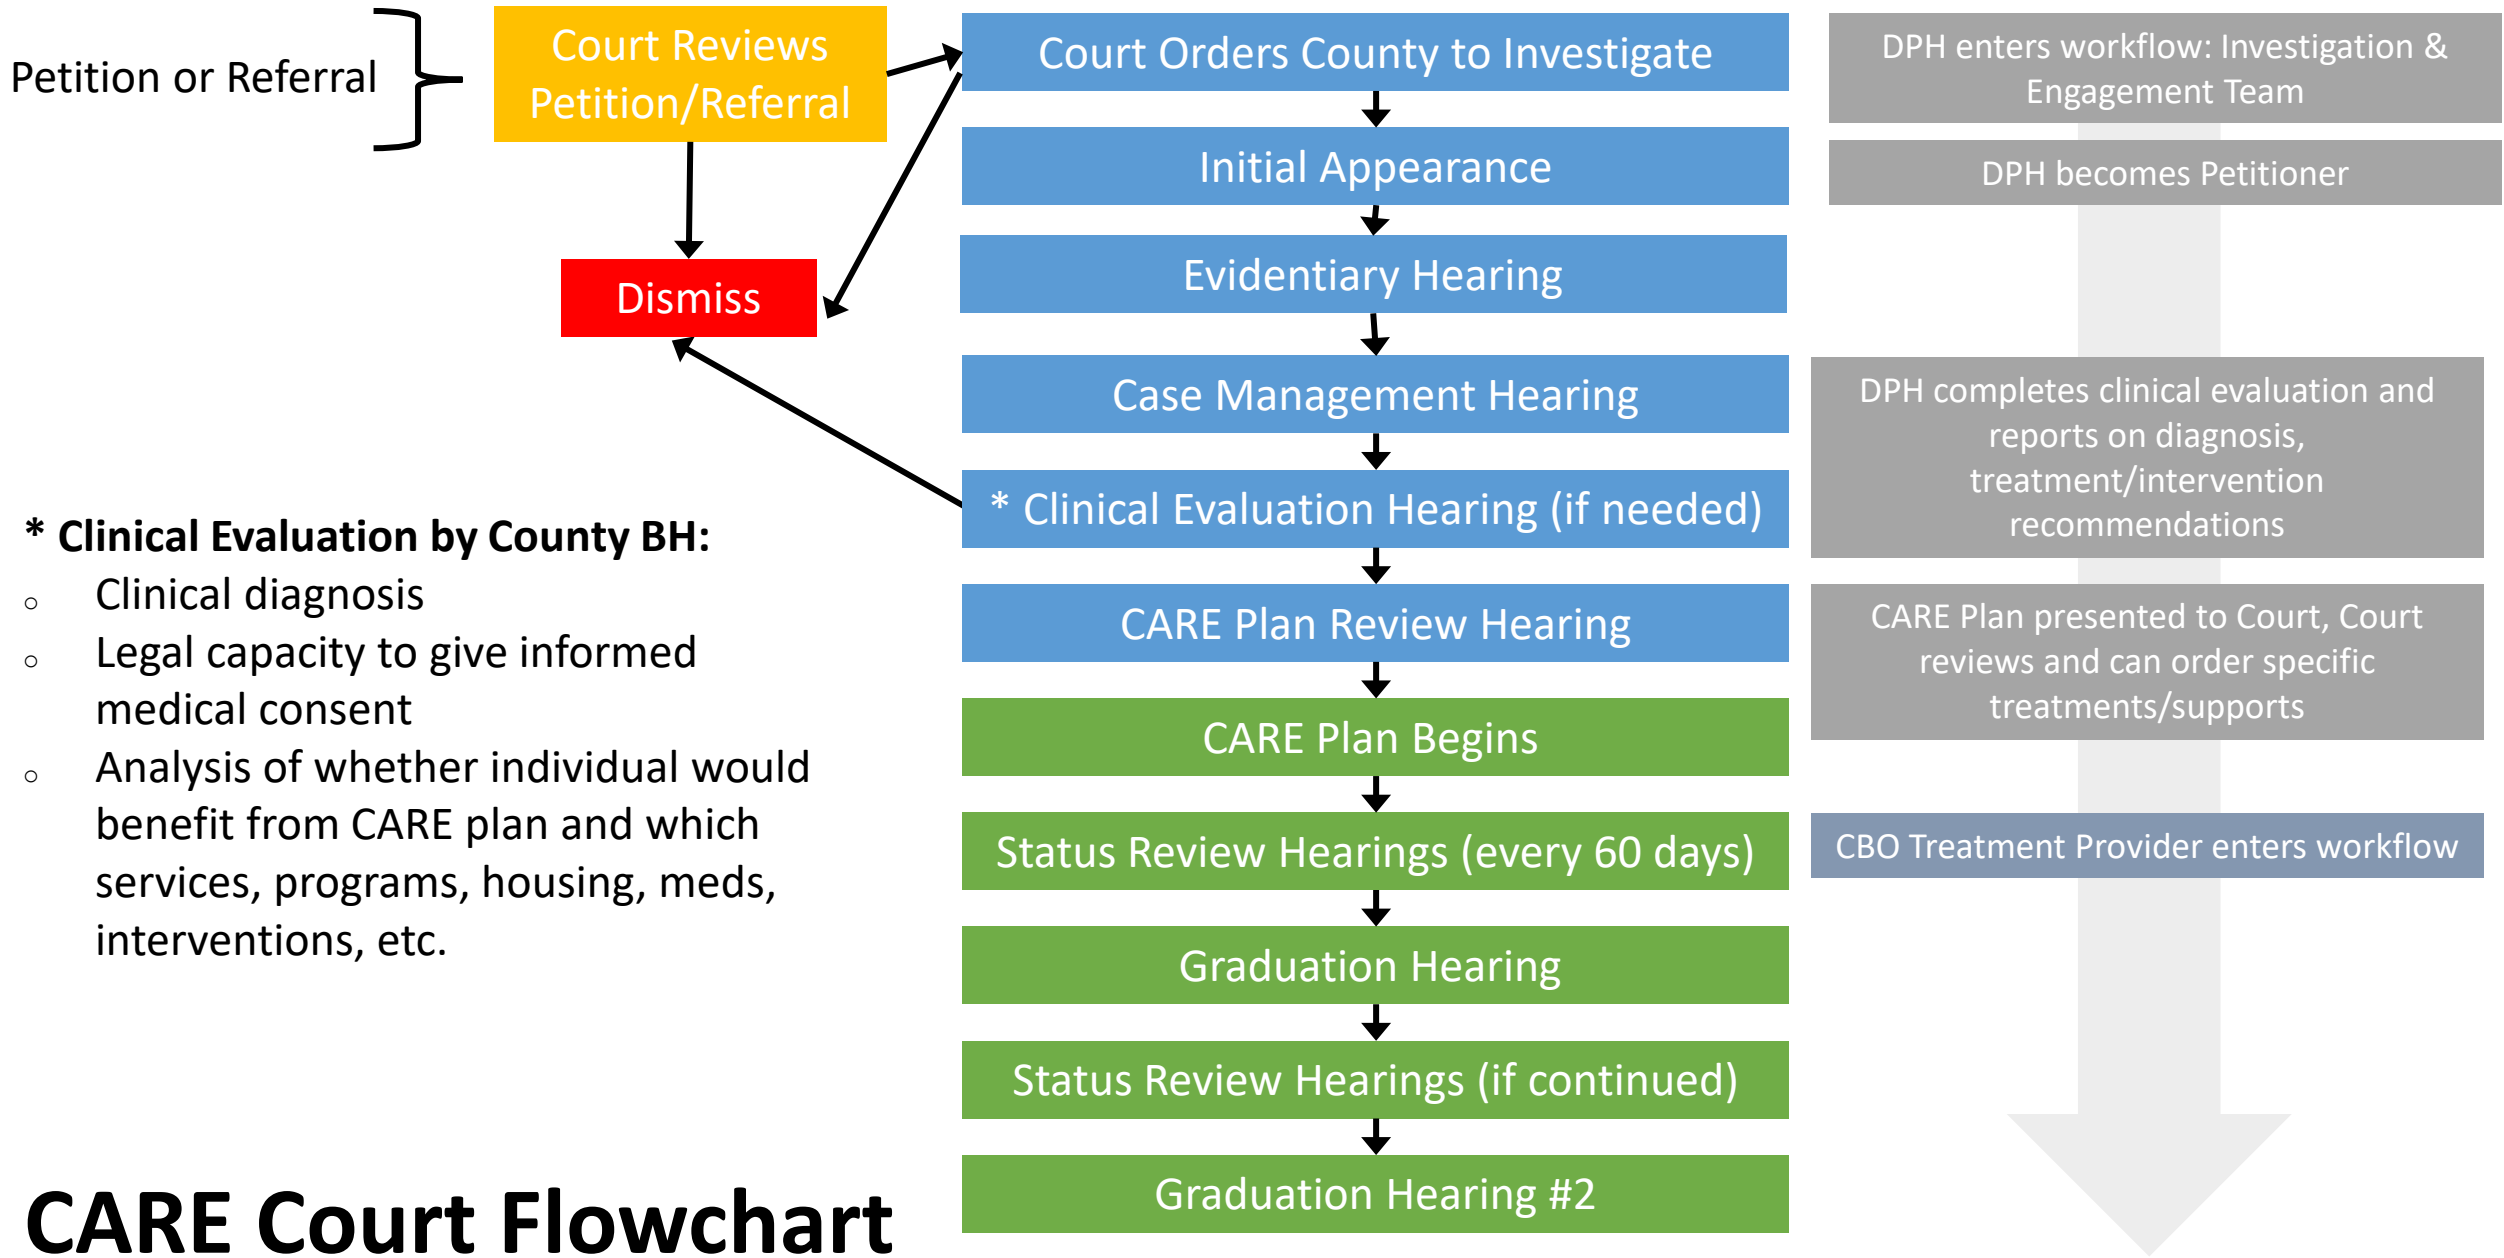 Petition or Referral
Court Reviews
Petition/Referral
Dismiss
Court Orders County to Investigate
Initial Appearance
Evidentiary Hearing
Case Management Hearing
* Clinical Evaluation Hearing (if needed)
CARE Plan Review Hearing
CARE Plan Begins
Status Review Hearings (every 60 days)
Graduation Hearing
Status Review Hearings (if continued)
Graduation Hearing #2
DPH enters workflow: Investigation &
Engagement Team
DPH becomes Petitioner
DPH completes clinical evaluation and
reports on diagnosis,
treatment/intervention
recommendations
CARE Plan presented to Court, Court
reviews and can order specific
treatments/supports
CBO Treatment Provider enters workflow
* Clinical Evaluation by County BH:
○ Clinical diagnosis
○ Legal capacity to give informed
medical consent
○ Analysis of whether individual would
benefit from CARE plan and which
services, programs, housing, meds,
interventions, etc.
CARE Court Flowchart